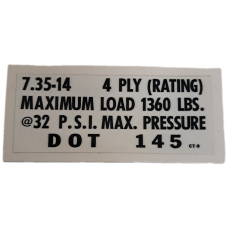 7.35-14 4 PLY (RATING)
MAXIMUM LOAD 1360 LBS.
@32 P.S.I. MAX. PRESSURE
DOT 145